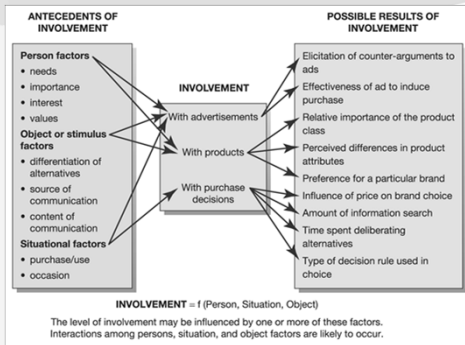 ANTECEDENTS OF
INVOLVEMENT
Person factors
• needs
• importance
• interest
• values
Object or stimulus
factors
• differentiation of
alternatives
• source of
communication
• content of
communication
Situational factors
• purchase/use
• occasion
INVOLVEMENT
With advertisements
With products
With purchase
decisions
POSSIBLE RESULTS OF
INVOLVEMENT
Elicitation of counter-arguments to
ads
Effectiveness of ad to induce
purchase
Relative importance of the product
class
Perceived differences in product
attributes
Preference for a particular brand
Influence of price on brand choice
Amount of information search
Time spent deliberating
alternatives
Type of decision rule used in
choice
INVOLVEMENT = f (Person, Situation, Object)
The level of involvement may be influenced by one or more of these factors.
Interactions among persons, situation, and object factors are likely to occur.